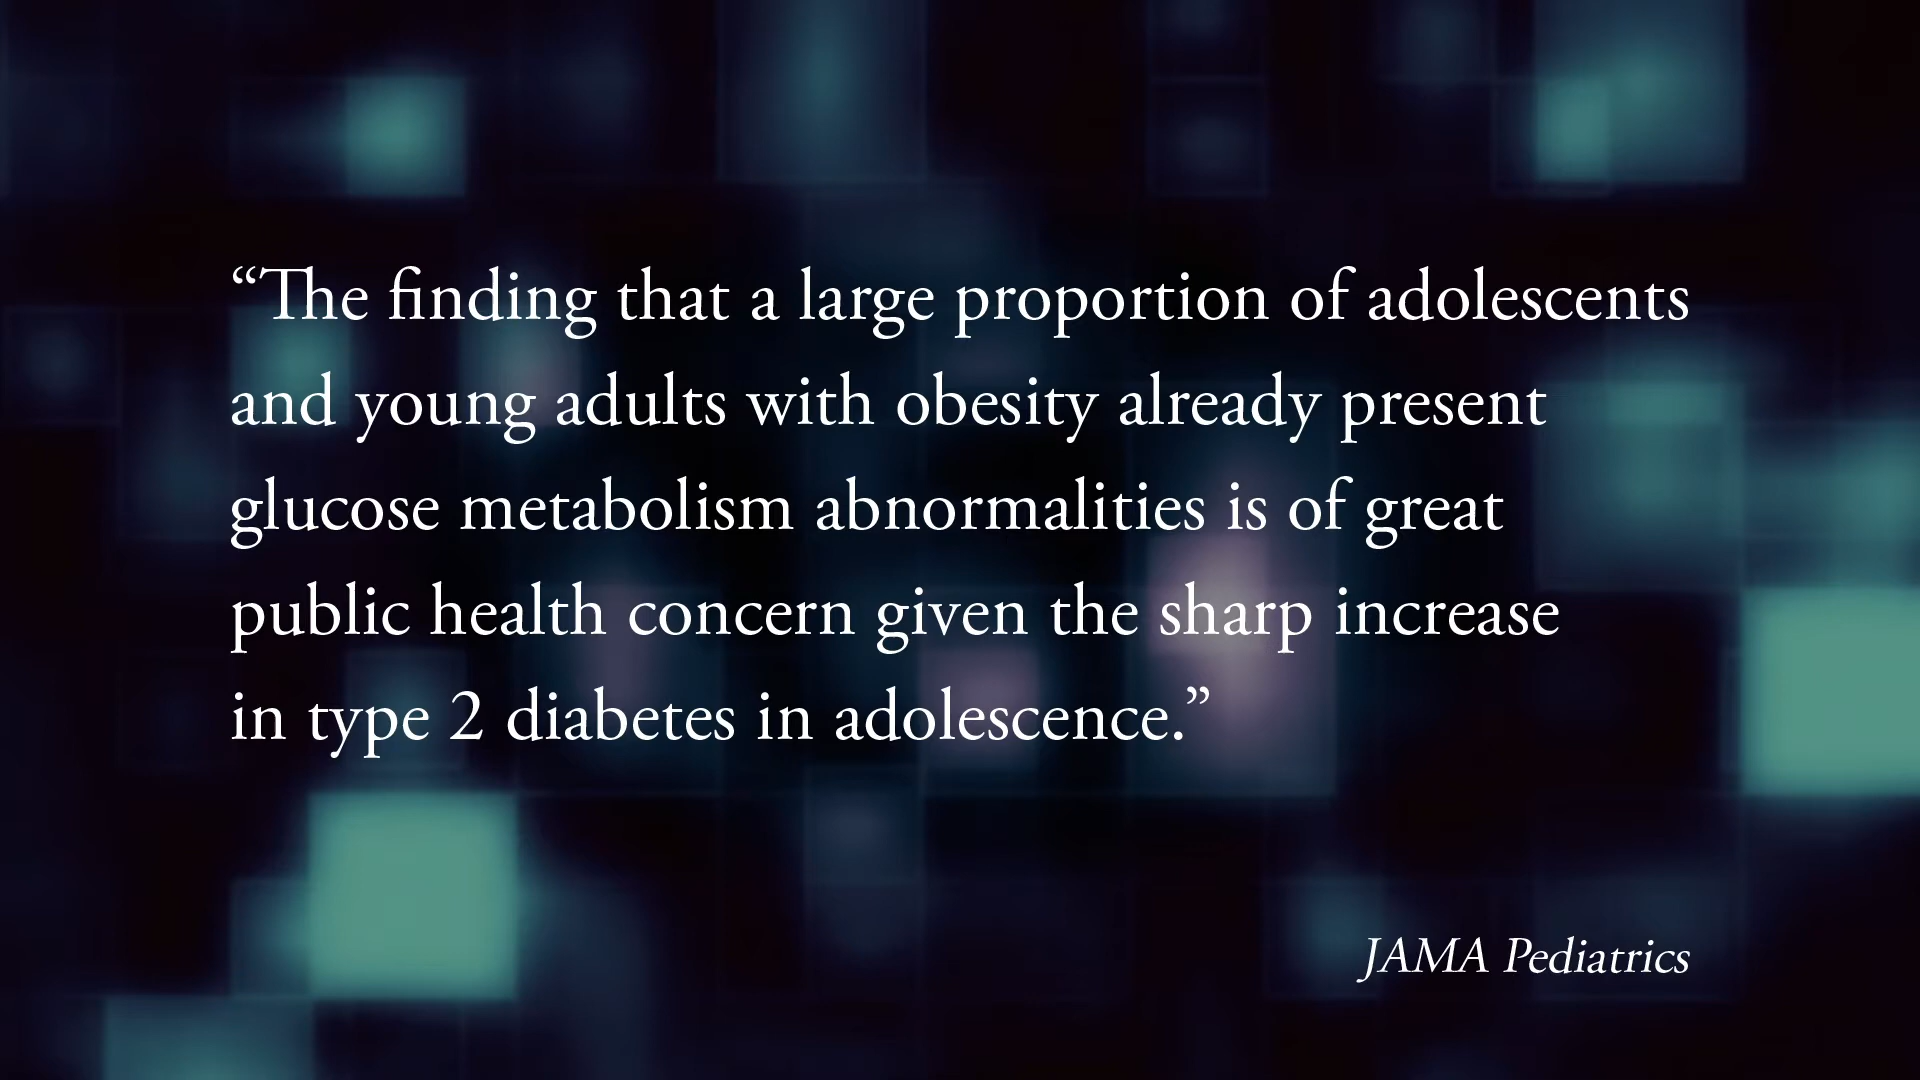 “The finding that a large proportion of adolescents
and young adults with obesity already present
glucose metabolism abnormalities is of great
public health concern given the sharp increase
in type 2 diabetes in adolescence.”
JAMA Pediatrics